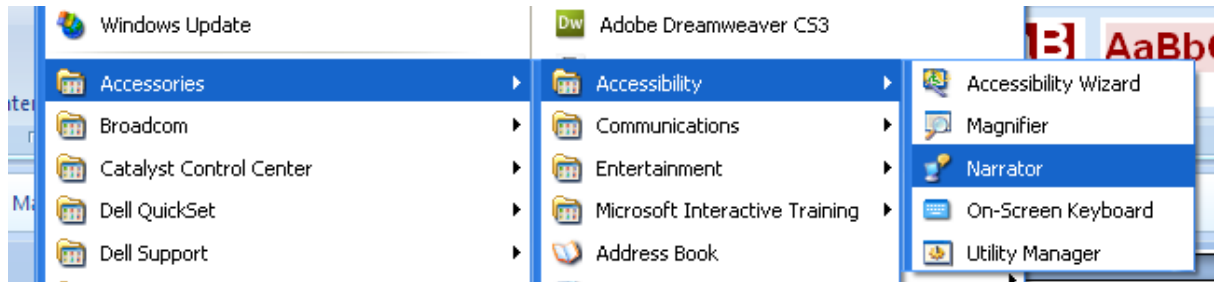 Windows Update
Accessories
Broadcom
Catalyst Control Center
Dell QuickSet
Dell Support
Dw Adobe Dreamweaver CS3
Accessibility
Communications
Entertainment
Microsoft Interactive Training
Address Book
Accessibility Wizard
Magnifier
Narrator
On-Screen Keyboard
Utility Manager